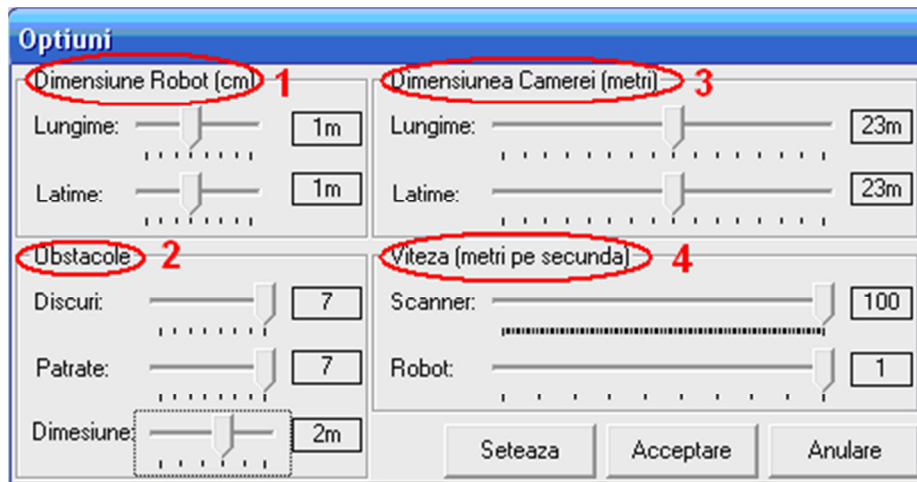 Optiuni
Dimensiune Robot (cm) 1
Lungime: 1m
Latime: 1m
Obstacole 2
Discuri: 7
Patrate: 7
Dimesiune: 2m
Dimensiunea Camerei (metri) 3
Lungime: 23m
Latime: 23m
Viteza (metri pe secunda) 4
Scanner: 100
Robot: 1
Seteaza Acceptare Anulare